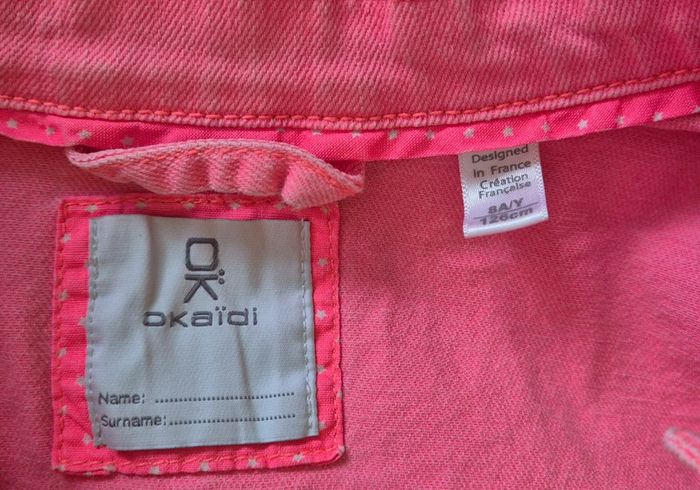 Designed
in France
Création
Française
8A/Y
126cm
OK
okaïdi
Name: ..............................
Surname:...........................